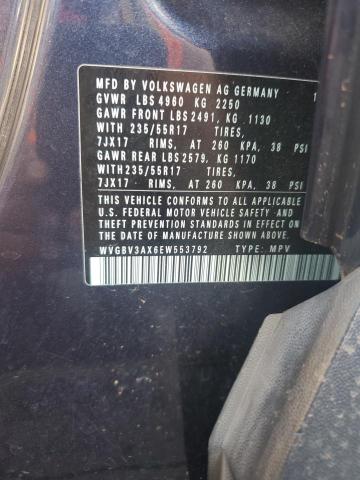 MFD BY VOLKSWAGEN AG GERMANY 1
GVWR LBS 4960 KG 2250
GAWR FRONT LBS 2491, KG 1130
WITH 235/55R17 TIRES,
7JX17 RIMS, AT 260 KPA, 38 PSI
GAWR REAR LBS 2579, KG 1170
WITH 235/55R17 TIRES,
7JX17 RIMS, AT 260 KPA, 38 PSI
THIS VEHICLE CONFORMS TO ALL APPLICABLE
U.S. FEDERAL MOTOR VEHICLE SAFETY AND
THEFT PREVENTION STANDARDS IN EFFECT ON
THE DATE OF MANUFACTURE SHOWN ABOVE.
WVGBV3AX6EW553792 TYPE: MPV